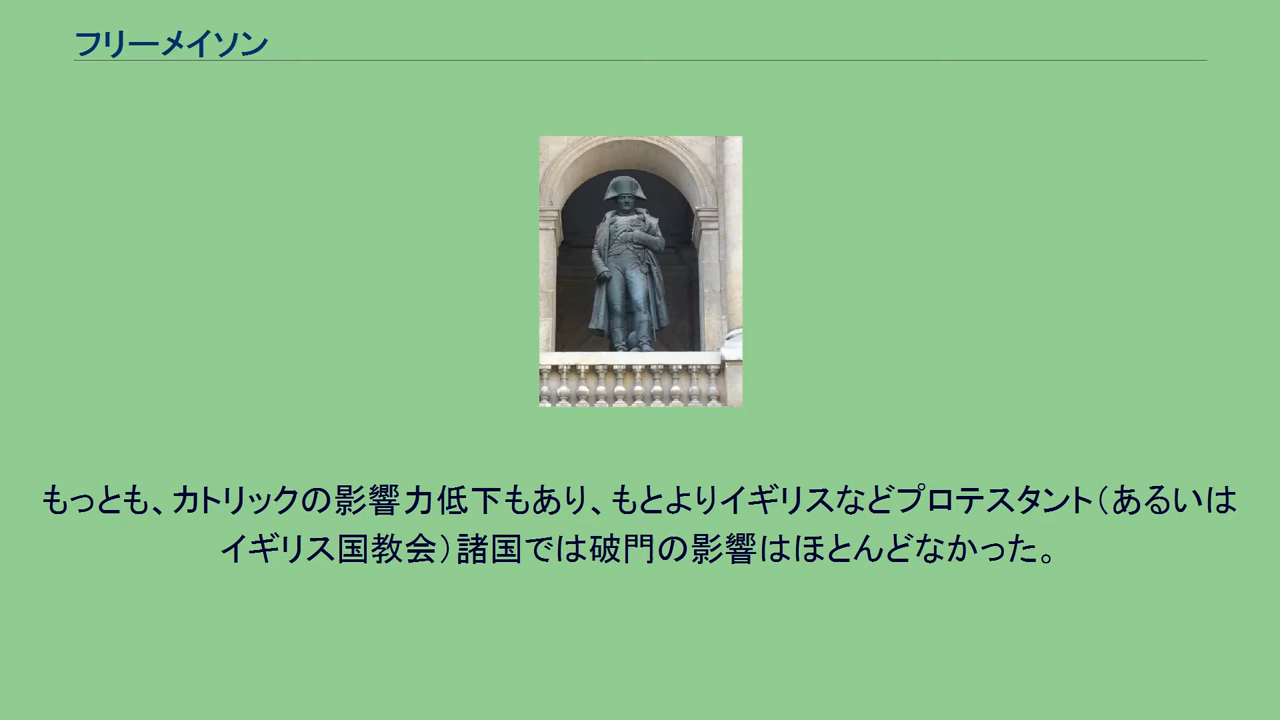 フリーメイソン
もっとも、カトリックの影響力低下もあり、もとよりイギリスなどプロテスタント（あるいは
イギリス国教会）諸国では破門の影響はほとんどなかった。